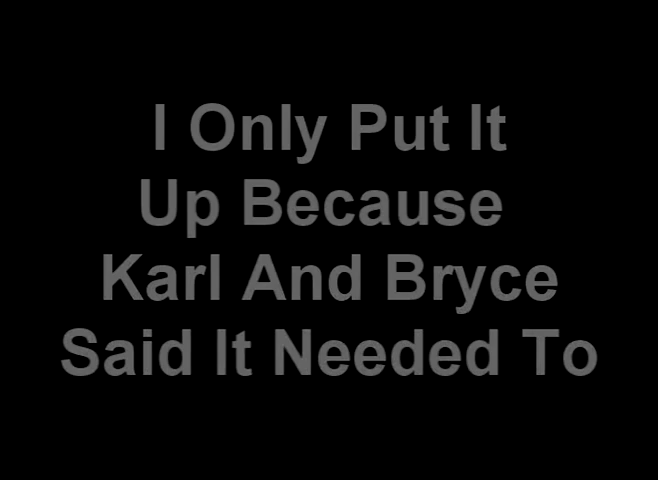 I Only Put It
Up Because
Karl And Bryce
Said It Needed To